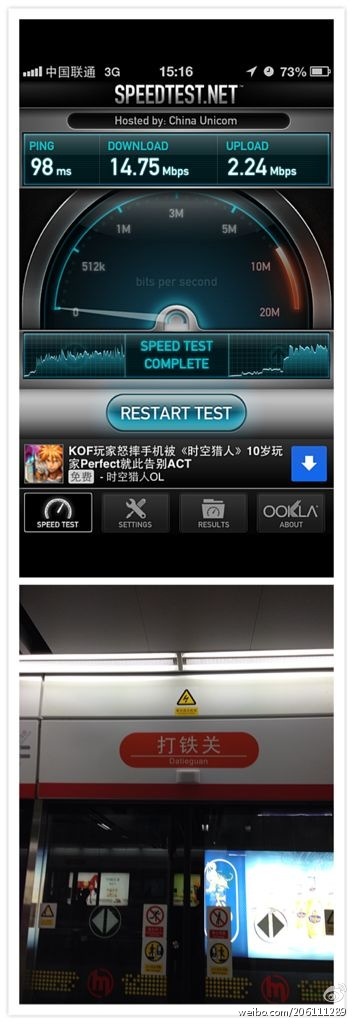 中国联通 3G 15:16 73%
SPEEDTEST.NET™
Hosted by: China Unicom
PING DOWNLOAD UPLOAD
98 ms 14.75 Mbps 2.24 Mbps
3M
1M 5M
bits per second
512k 10M
0 20M
SPEED TEST
COMPLETE
RESTART TEST
KOF玩家怒摔手机被《时空猎人》10岁玩
家Perfect就此告别ACT
免费 - 时空猎人OL
SPEED TEST SETTINGS RESULTS OOKLA ABOUT
打铁关
Datieguan
weibo.com/206111289